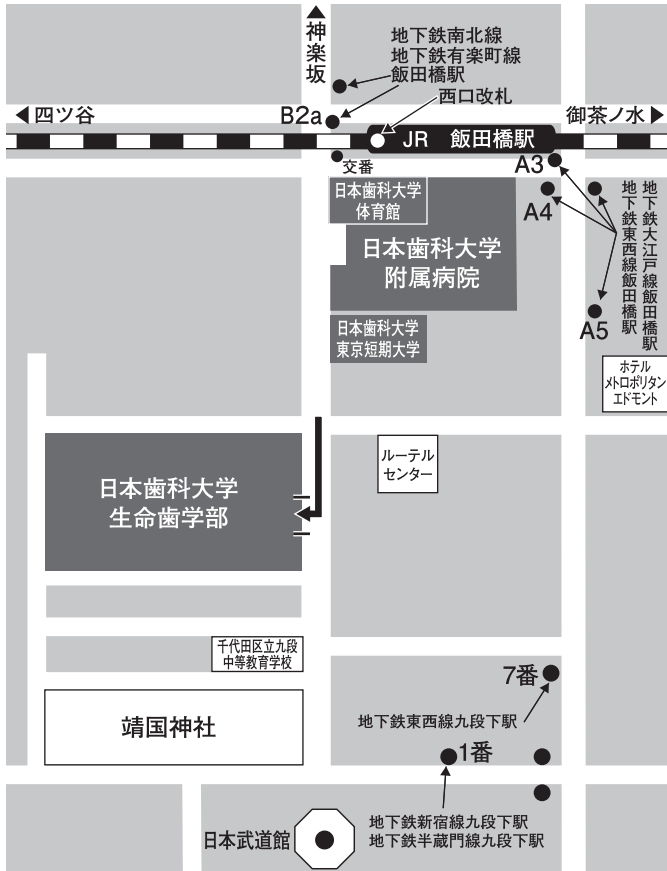 神楽坂
地下鉄南北線
地下鉄有楽町線
飯田橋駅
四ツ谷
B2a
西口改札
御茶ノ水
JR 飯田橋駅
交番
A3
日本歯科大学
体育館
A4
日本歯科大学
附属病院
地下鉄大江戸線飯田橋駅
地下鉄東西線飯田橋駅
A5
日本歯科大学
東京短期大学
ホテル
メトロポリタン
エドモント
ルーテル
センター
日本歯科大学
生命歯学部
千代田区立九段
中等教育学校
7番
靖国神社
地下鉄東西線九段下駅
1番
日本武道館
地下鉄新宿線九段下駅
地下鉄半蔵門線九段下駅